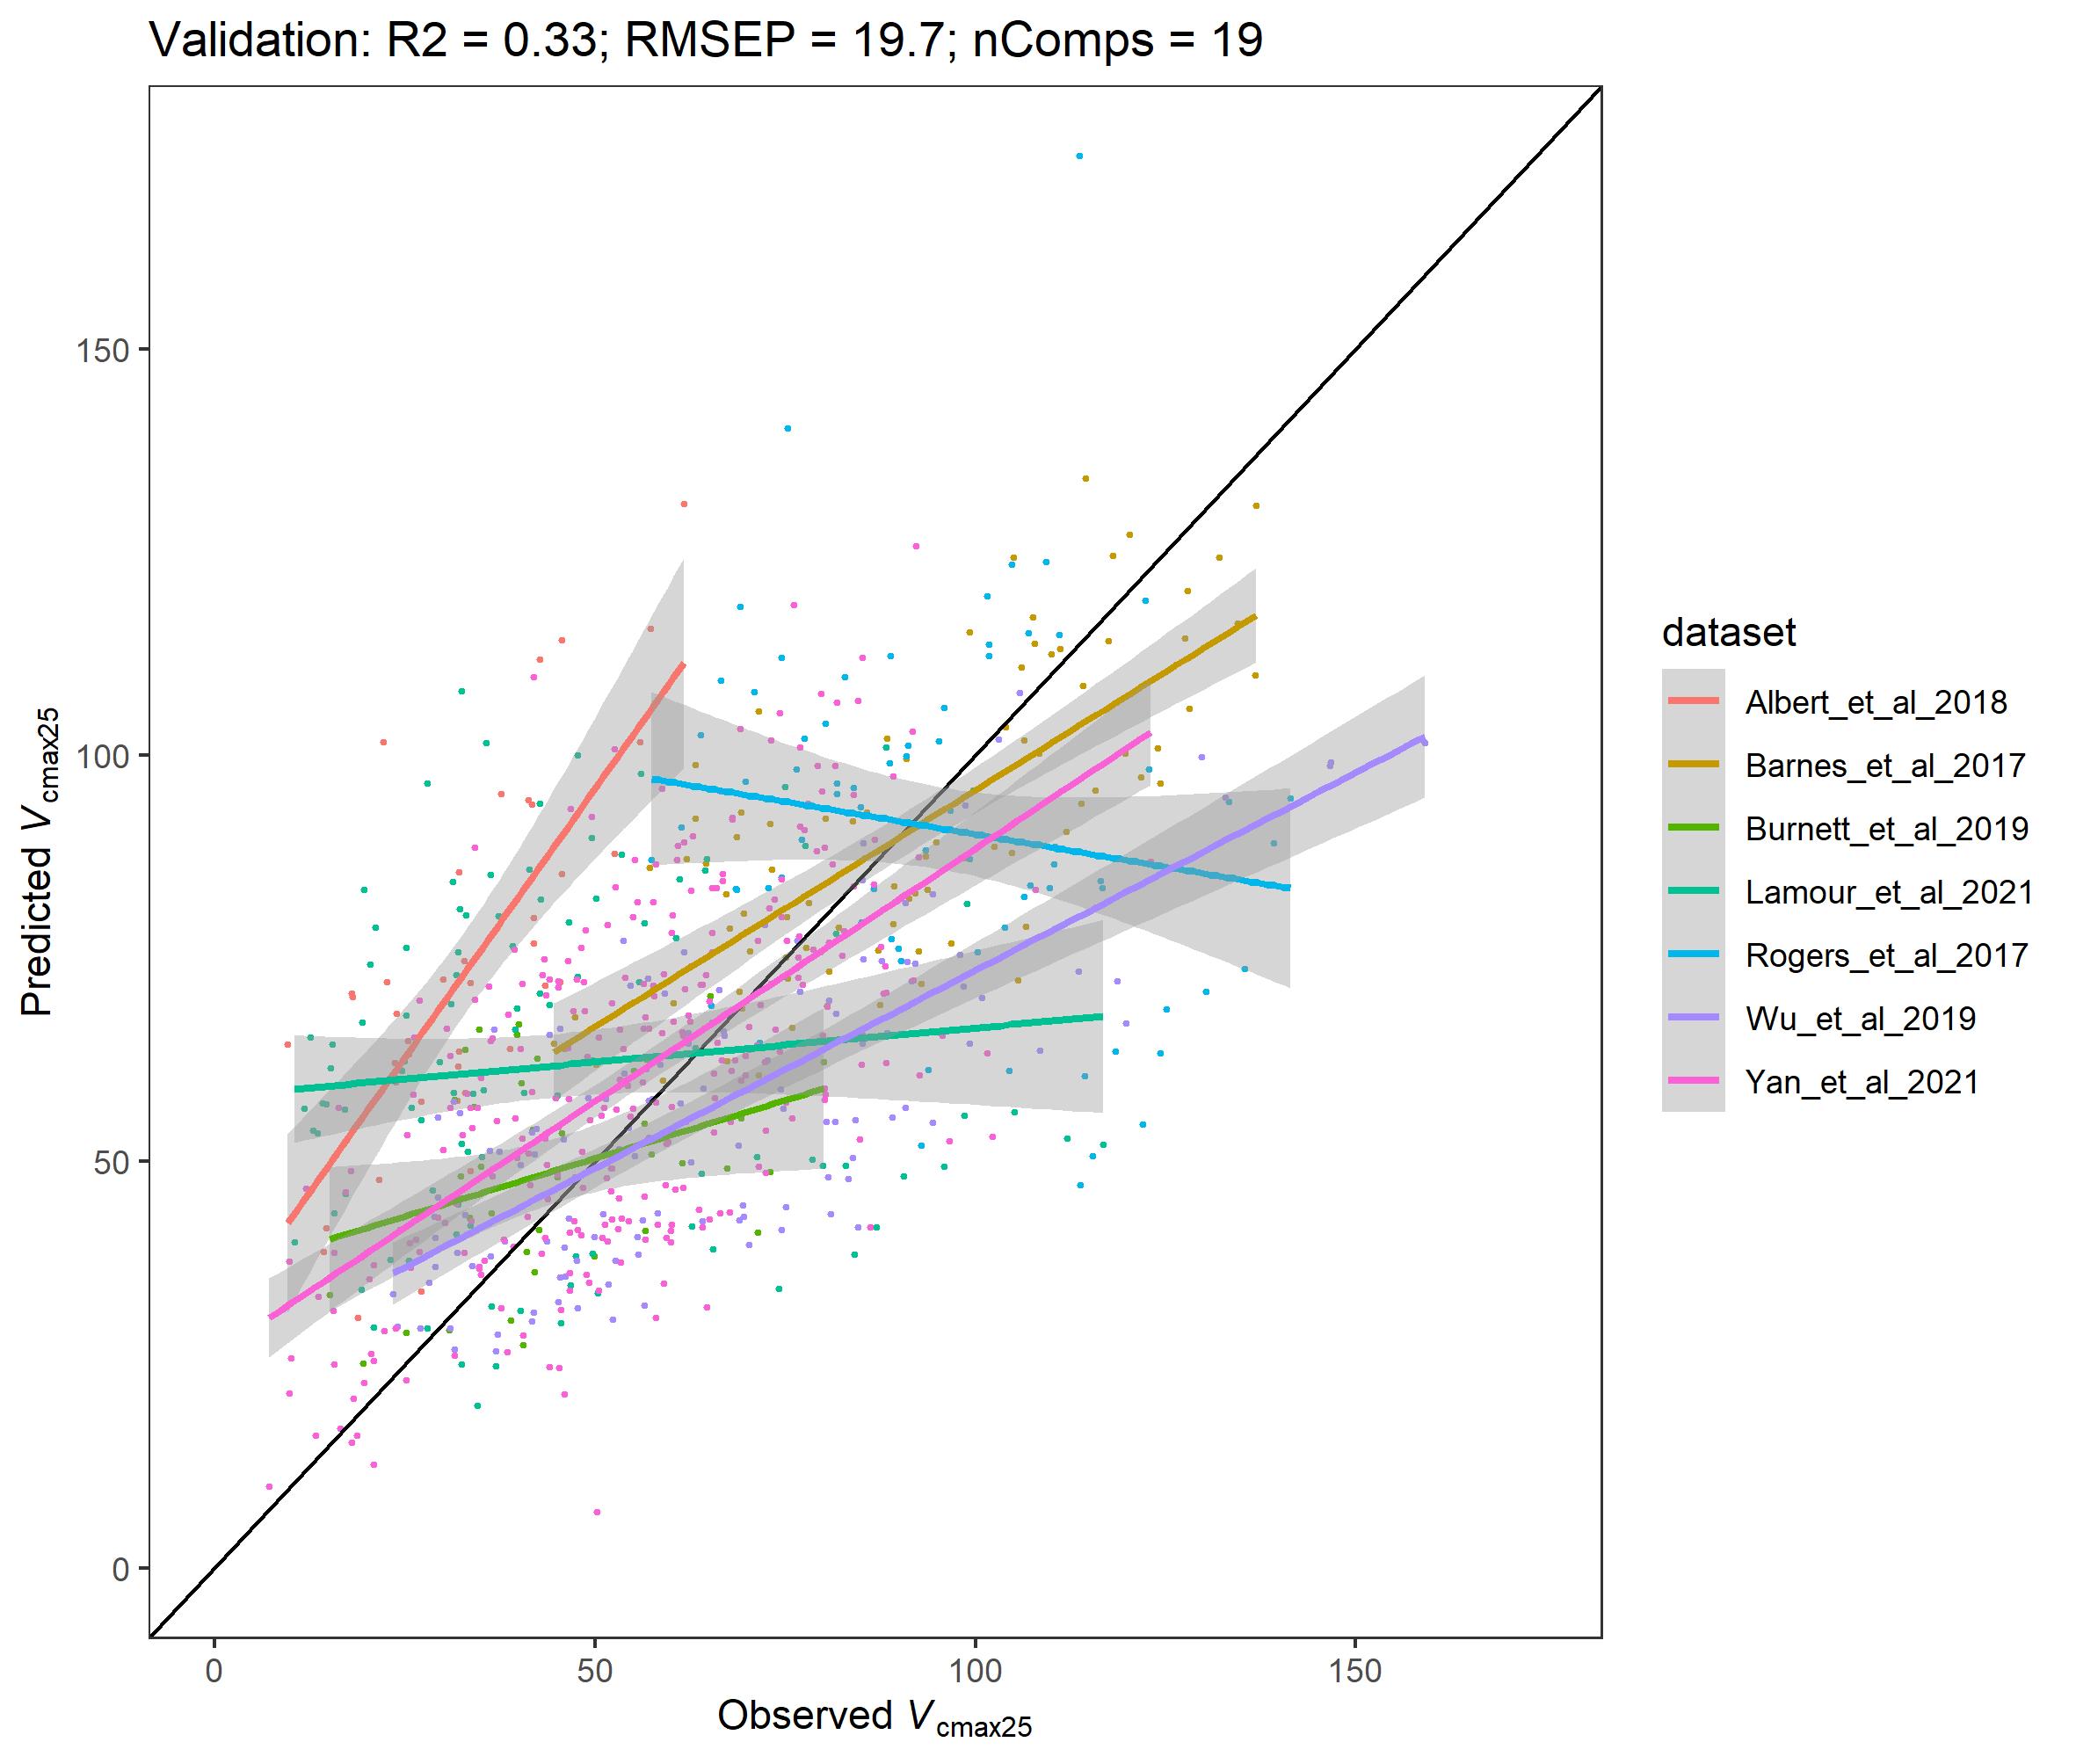 Validation: R2 = 0.33; RMSEP = 19.7; nComps = 19
150
100
50
0
Predicted Vcmax25
0 50 100 150
Observed Vcmax25
dataset
Albert_et_al_2018
Barnes_et_al_2017
Burnett_et_al_2019
Lamour_et_al_2021
Rogers_et_al_2017
Wu_et_al_2019
Yan_et_al_2021